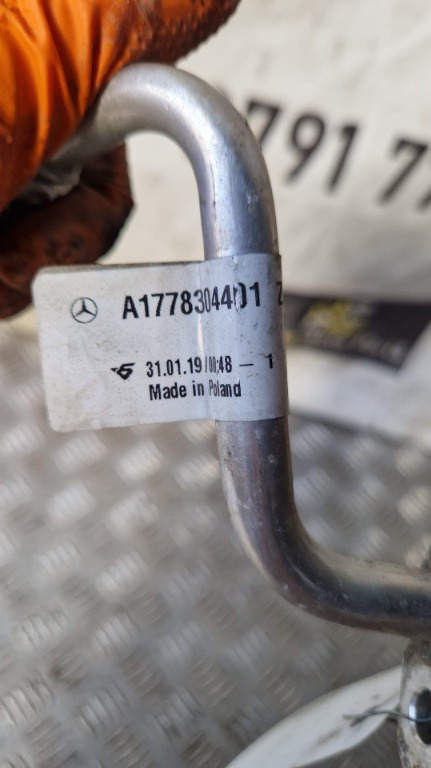 791 7
A1778304401 Z
31.01.19/00:48 - 1
Made in Poland